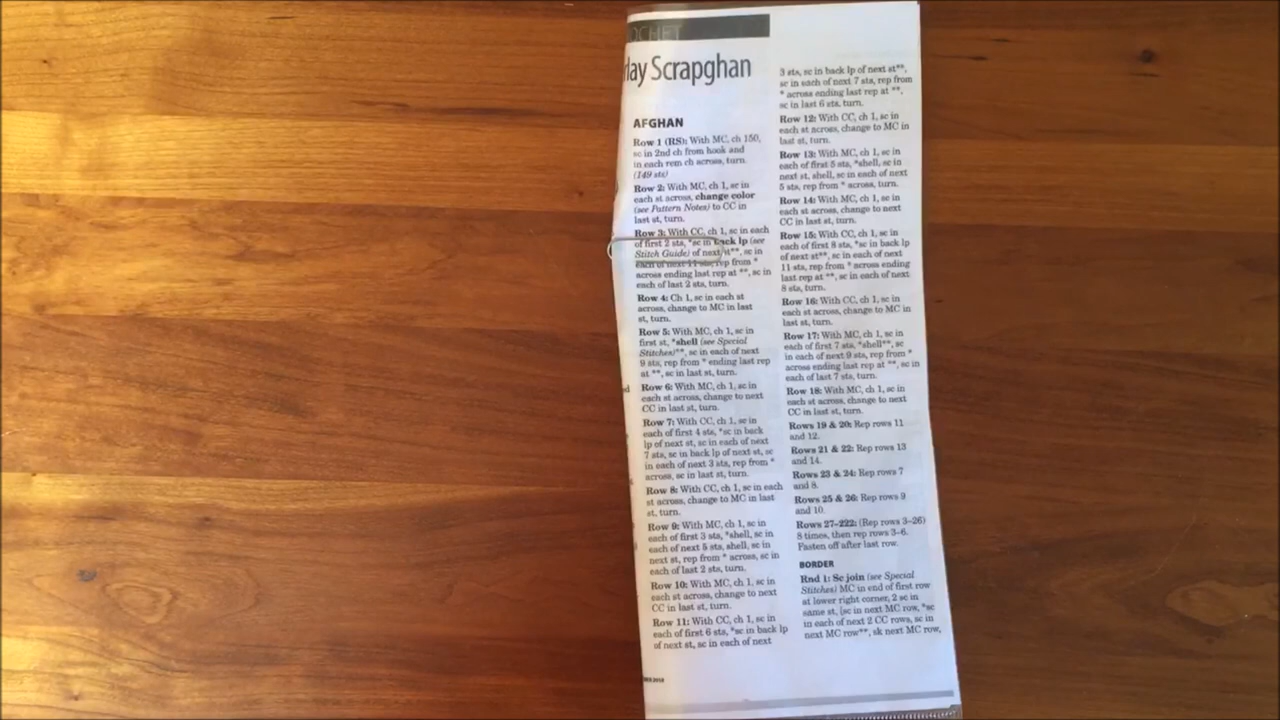 OCHET
rlay Scrapghan
AFGHAN
Row 1 (RS): With MC, ch 150,
sc in 2nd ch from hook and
in each rem ch across, turn.
(149 sts)
Row 2: With MC, ch 1, sc in
each st across, change color
(see Pattern Notes) to CC in
last st, turn.
Row 3: With CC, ch 1, sc in each
of first 2 sts, *sc in back lp (see
Stitch Guide) of next st**, sc in
each of next 11 sts, rep from *
across ending last rep at **, sc in
each of last 2 sts, turn.
Row 4: Ch 1, sc in each st
across, change to MC in last
st, turn.
Row 5: With MC, ch 1, sc in
first st, *shell (see Special
Stitches)**, sc in each of next
9 sts, rep from * ending last rep
at **, sc in last st, turn.
Row 6: With MC, ch 1, sc in
each st across, change to next
CC in last st, turn.
Row 7: With CC, ch 1, sc in
each of first 4 sts, *sc in back
lp of next st, sc in each of next
7 sts, sc in back lp of next st, sc
in each of next 3 sts, rep from *
across, sc in last st, turn.
Row 8: With CC, ch 1, sc in each
st across, change to MC in last
st, turn.
Row 9: With MC, ch 1, sc in
each of first 3 sts, *shell, sc in
each of next 5 sts, shell, sc in
next st, rep from * across, sc in
each of last 2 sts, turn.
Row 10: With MC, ch 1, sc in
each st across, change to next
CC in last st, turn.
Row 11: With CC, ch 1, sc in
each of first 6 sts, *sc in back lp
of next st, sc in each of next
3 sts, sc in back lp of next st**,
sc in each of next 7 sts, rep from
* across ending last rep at **,
sc in last 6 sts, turn.
Row 12: With CC, ch 1, sc in
each st across, change to MC in
last st, turn.
Row 13: With MC, ch 1, sc in
each of first 5 sts, *shell, sc in
next st, shell, sc in each of next
5 sts, rep from * across, turn.
Row 14: With MC, ch 1, sc in
each st across, change to next
CC in last st, turn.
Row 15: With CC, ch 1, sc in
each of first 8 sts, *sc in back lp
of next st**, sc in each of next
11 sts, rep from * across ending
last rep at **, sc in each of next
8 sts, turn.
Row 16: With CC, ch 1, sc in
each st across, change to MC in
last st, turn.
Row 17: With MC, ch 1, sc in
each of first 7 sts, *shell**, sc
in each of next 9 sts, rep from *
across ending last rep at **, sc in
each of last 7 sts, turn.
Row 18: With MC, ch 1, sc in
each st across, change to next
CC in last st, turn.
Rows 19 & 20: Rep rows 11
and 12.
Rows 21 & 22: Rep rows 13
and 14.
Rows 23 & 24: Rep rows 7
and 8.
Rows 25 & 26: Rep rows 9
and 10.
Rows 27–222: (Rep rows 3–26)
8 times, then rep rows 3–6.
Fasten off after last row.
BORDER
Rnd 1: Sc join (see Special
Stitches) MC in end of first row
at lower right corner, 2 sc in
same st, [sc in next MC row, *sc
in each of next 2 CC rows, sc in
next MC row**, sk next MC row,